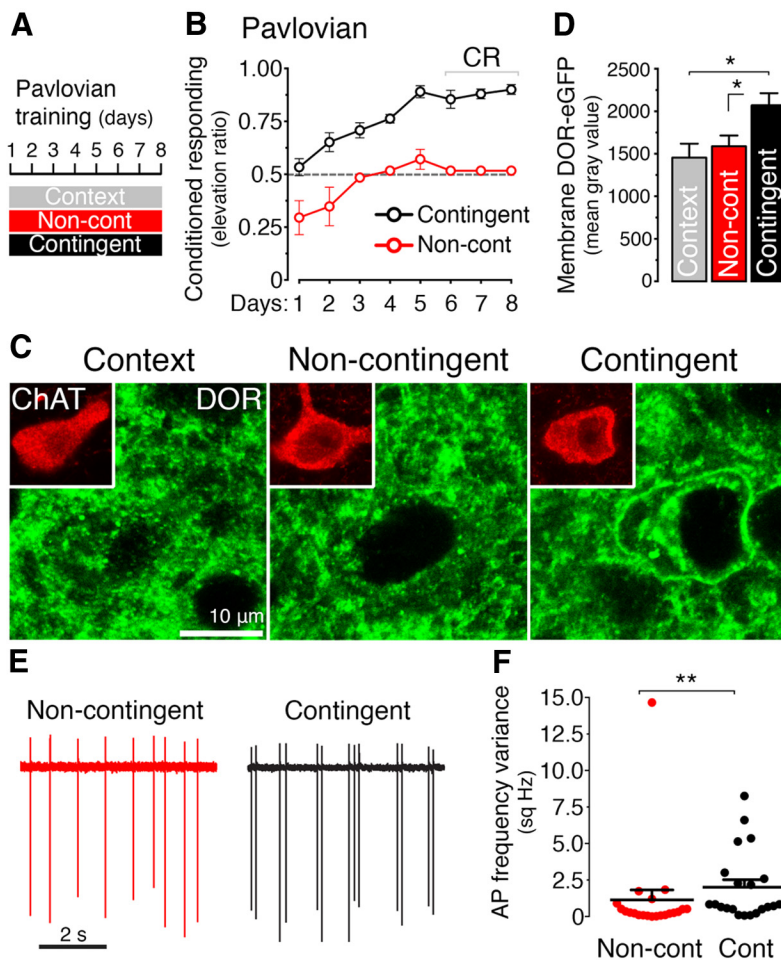 A
Pavlovian
training (days)
1 2 3 4 5 6 7 8
Context
Non-cont
Contingent
B
Pavlovian
CR
Conditioned responding
(elevation ratio)
1.00
0.75
0.5
0.25
0
Contingent
Non-cont
Days: 1 2 3 4 5 6 7 8
D
*
*
Membrane DOR-eGFP
(mean gray value)
2500
2000
1500
1000
500
0
Context
Non-cont
Contingent
C
Context
Non-contingent
Contingent
ChAT
DOR
10 µm
E
Non-contingent
Contingent
2 s
F
**
AP frequency variance
(sq Hz)
15.0
12.5
10.0
7.5
5.0
2.5
0
Non-cont
Cont